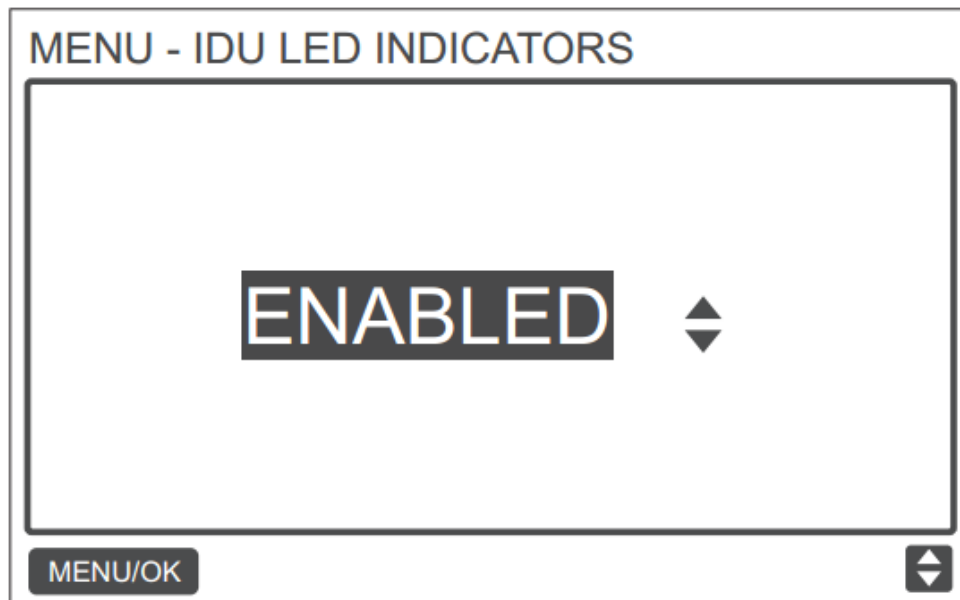 MENU - IDU LED INDICATORS
ENABLED
MENU/OK